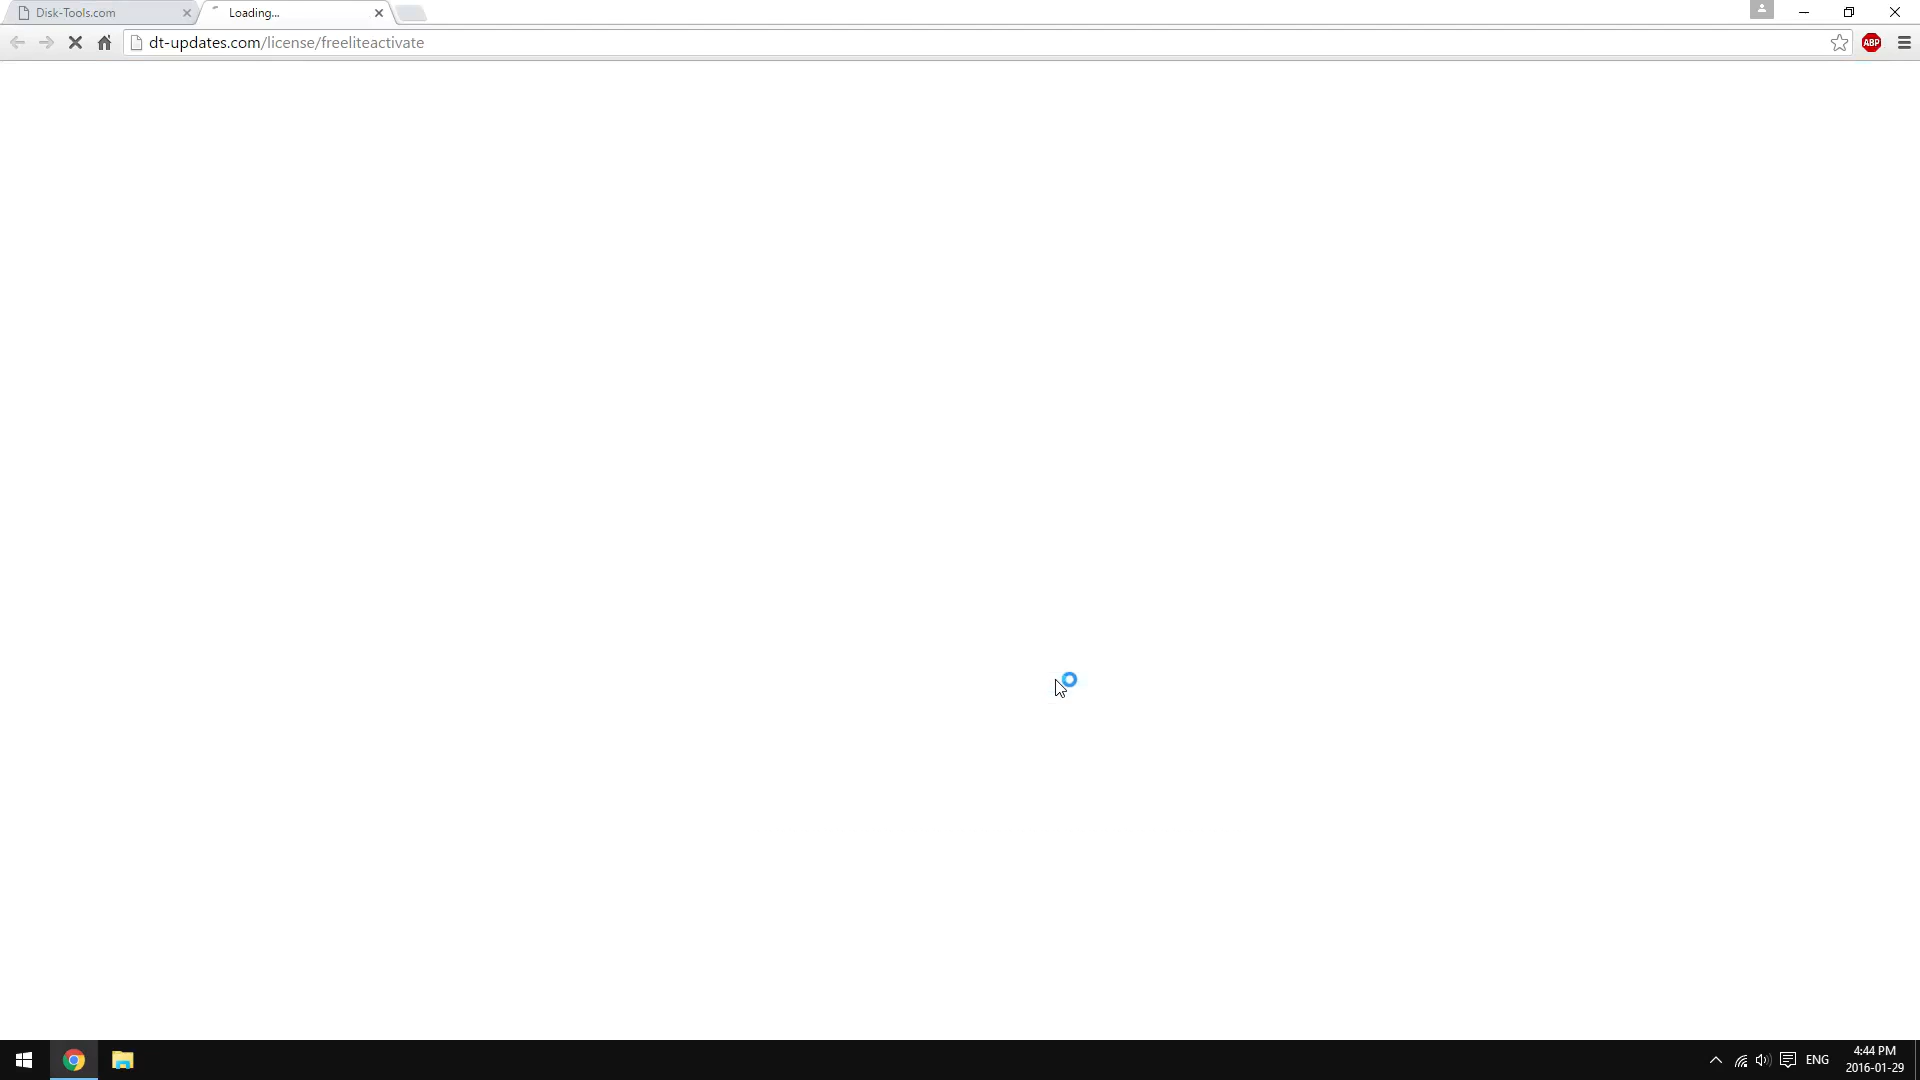 Disk-Tools.com
Loading...
dt-updates.com/license/freeliteactivate
ABP
ENG
4:44 PM
2016-01-29